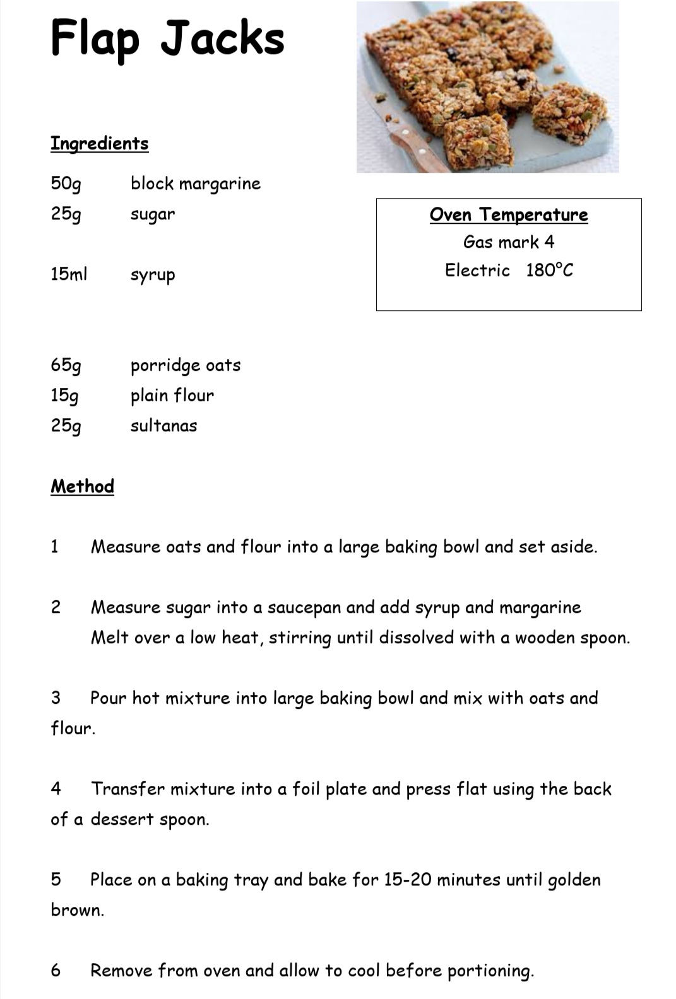 Flap Jacks
Ingredients
50g block margarine
25g sugar
15ml syrup
65g porridge oats
15g plain flour
25g sultanas
Oven Temperature
Gas mark 4
Electric 180°C
Method
1 Measure oats and flour into a large baking bowl and set aside.
2 Measure sugar into a saucepan and add syrup and margarine
Melt over a low heat, stirring until dissolved with a wooden spoon.
3 Pour hot mixture into large baking bowl and mix with oats and
flour.
4 Transfer mixture into a foil plate and press flat using the back
of a dessert spoon.
5 Place on a baking tray and bake for 15-20 minutes until golden
brown.
6 Remove from oven and allow to cool before portioning.